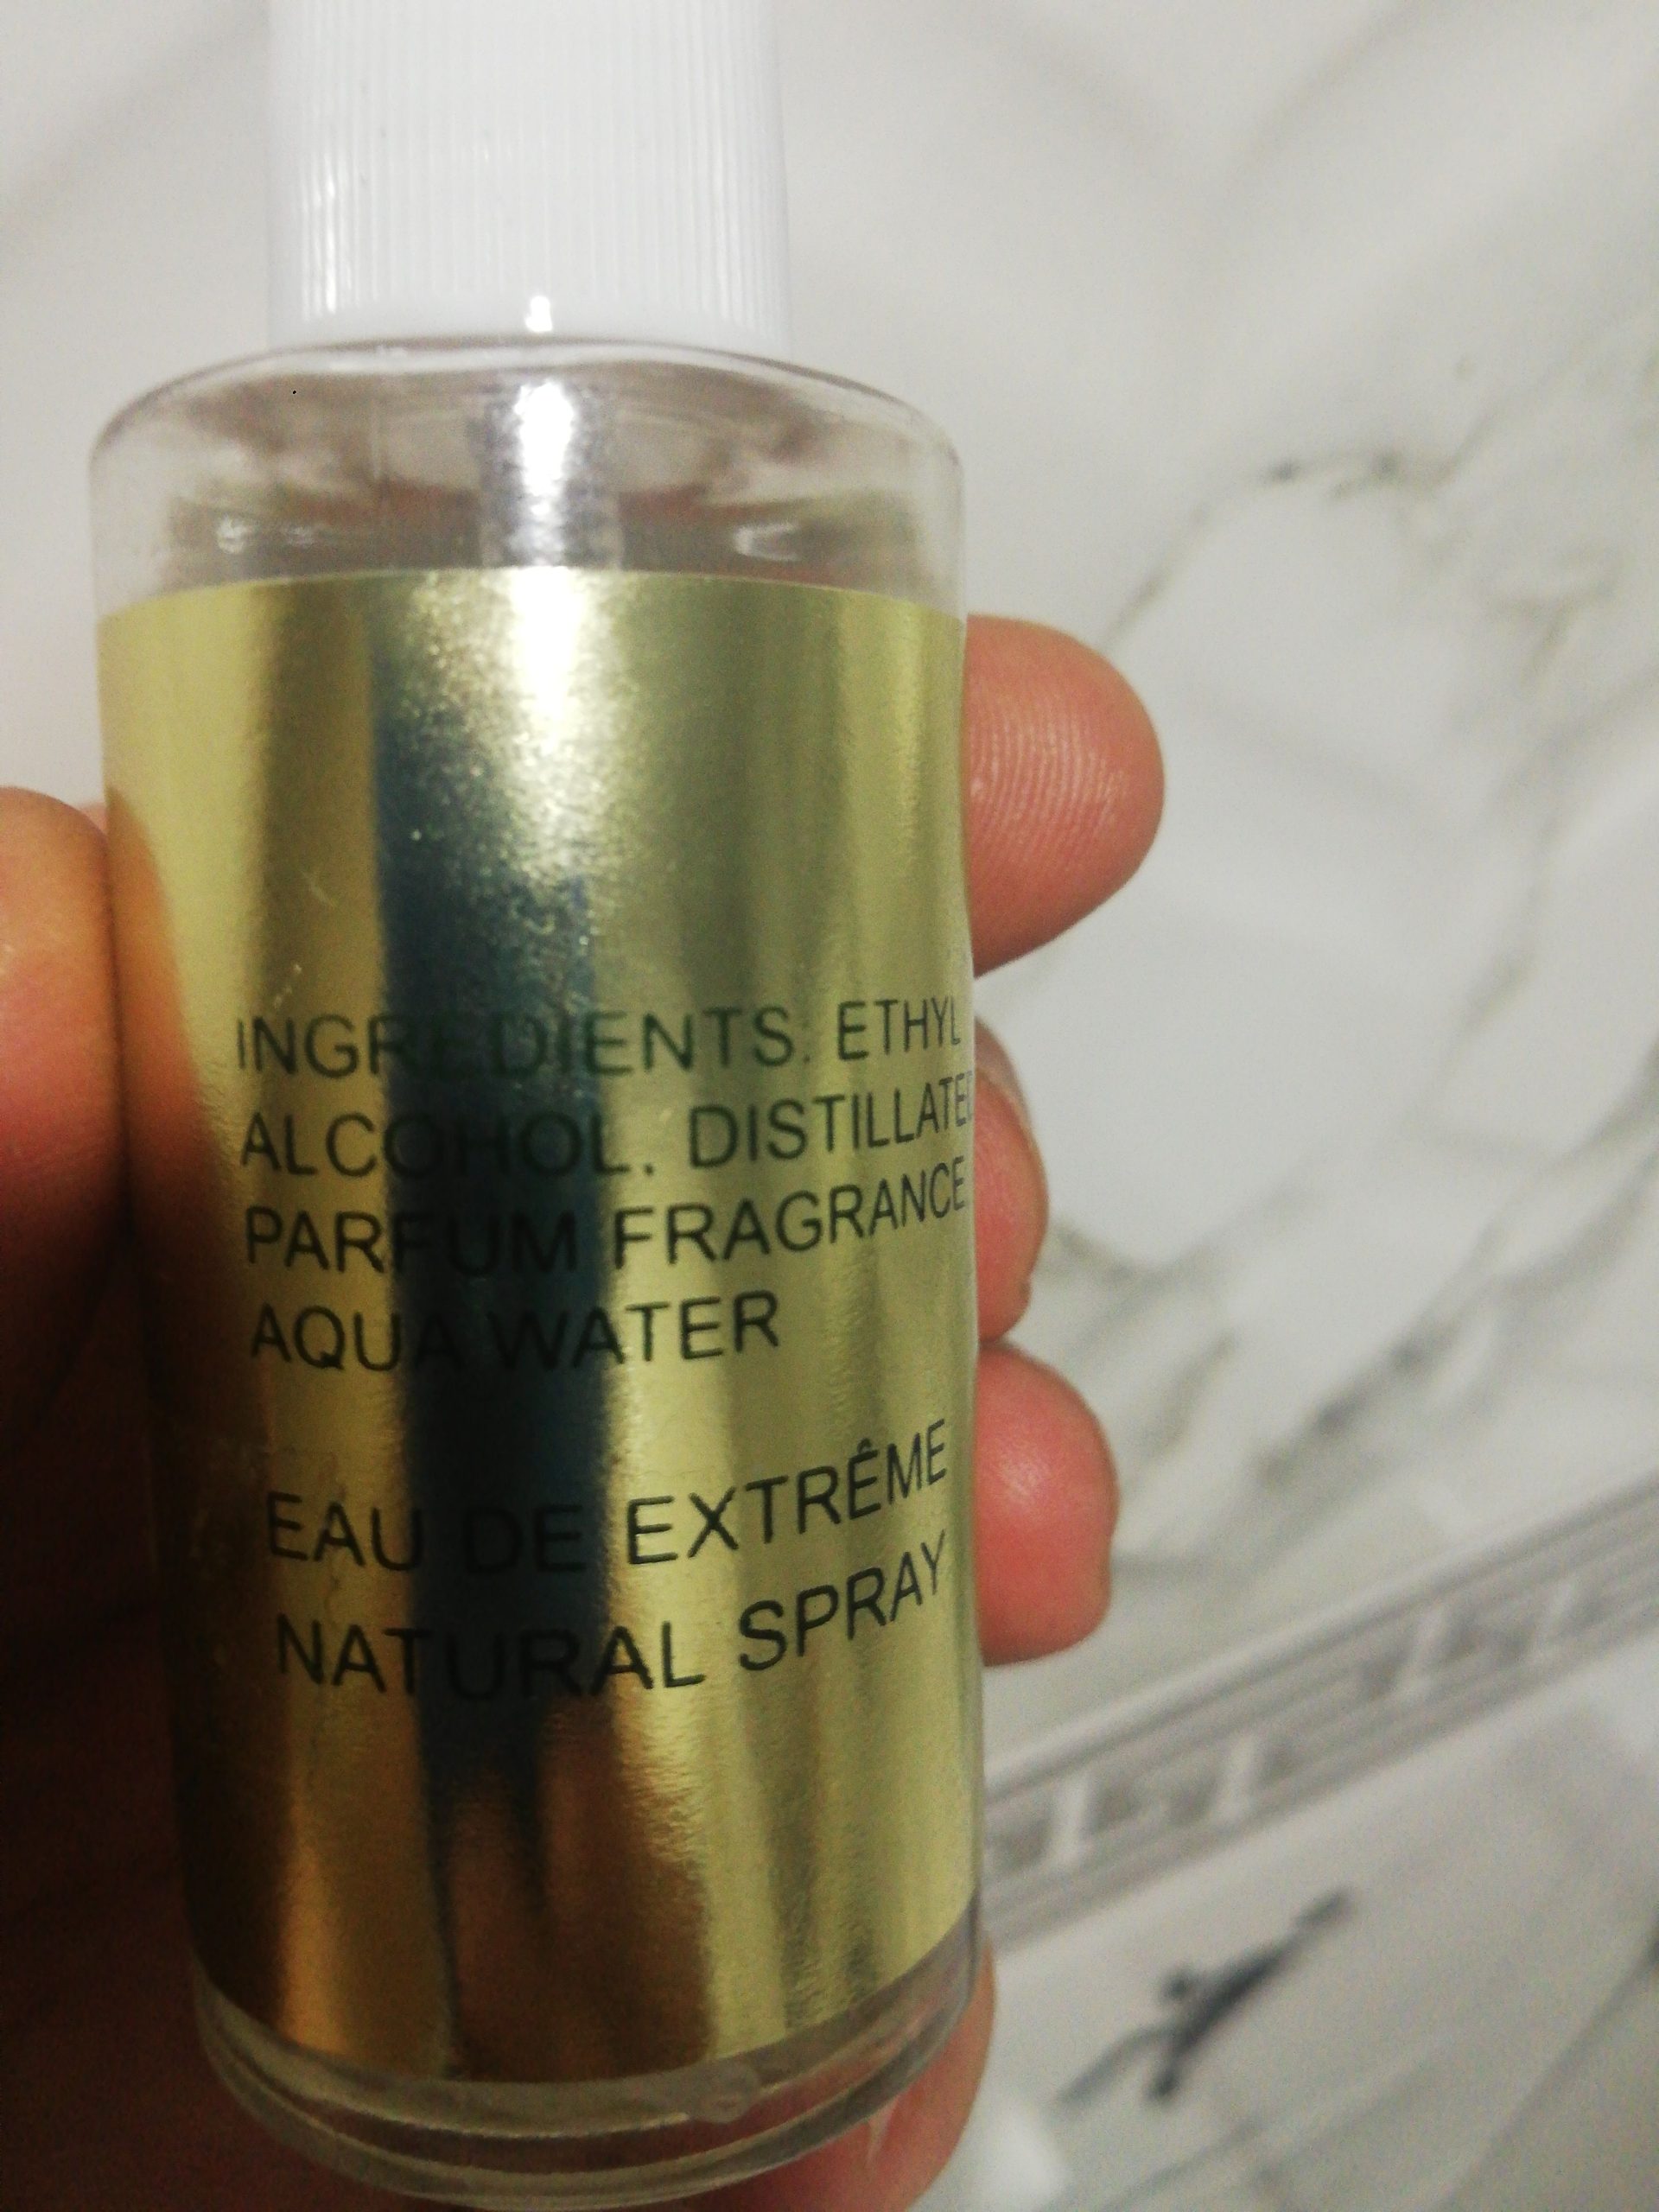 INGREDIENTS. ETHYL
ALCOHOL. DISTILLATED
PARFUM FRAGRANCE.
AQUA WATER
EAU DE EXTRÊME
NATURAL SPRAY